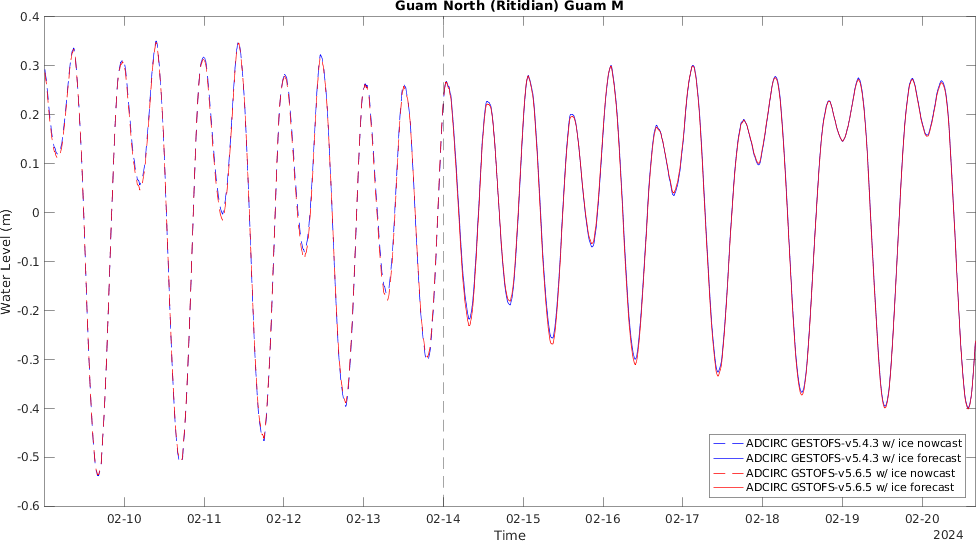 Guam North (Ritidian) Guam M
0.4
0.3
0.2
0.1
0
-0.1
-0.2
-0.3
-0.4
-0.5
-0.6
Water Level (m)
ADCIRC GESTOFS-v5.4.3 w/ ice nowcast
ADCIRC GESTOFS-v5.4.3 w/ ice forecast
ADCIRC GSTOFS-v5.6.5 w/ ice nowcast
ADCIRC GSTOFS-v5.6.5 w/ ice forecast
02-10 02-11 02-12 02-13 02-14 02-15 02-16 02-17 02-18 02-19 02-20
Time
2024